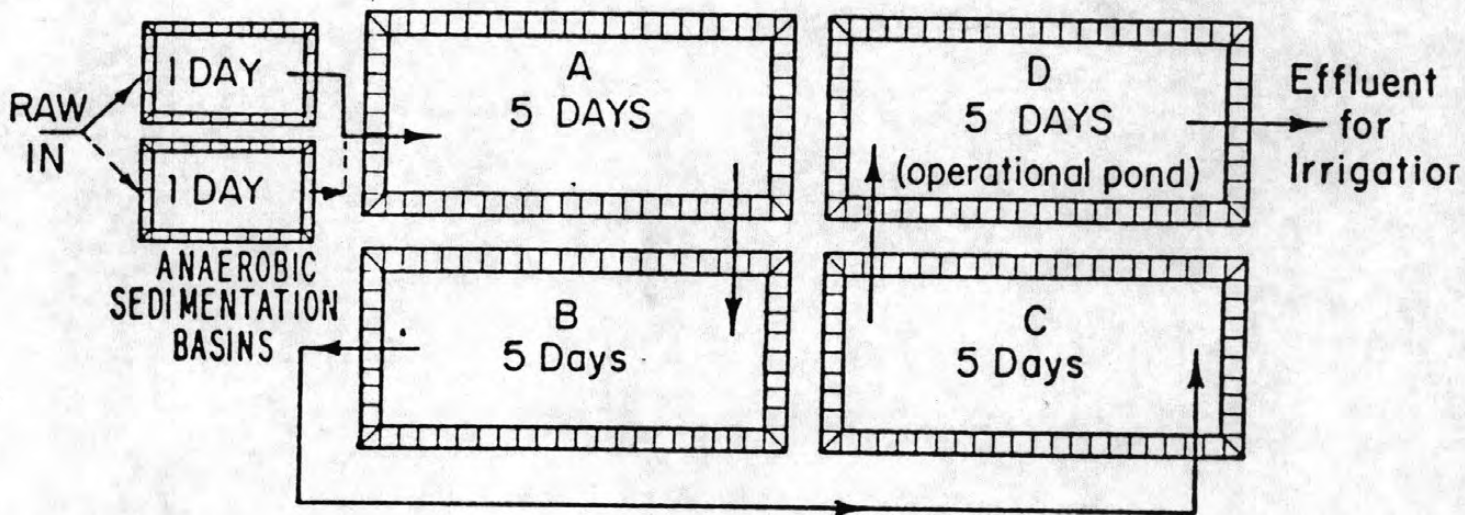 RAW
IN
1 DAY
1 DAY
ANAEROBIC
SEDIMENTATION
BASINS
A
5 DAYS
B
5 Days
C
5 Days
D
5 DAYS
(operational pond)
Effluent
for
Irrigatior